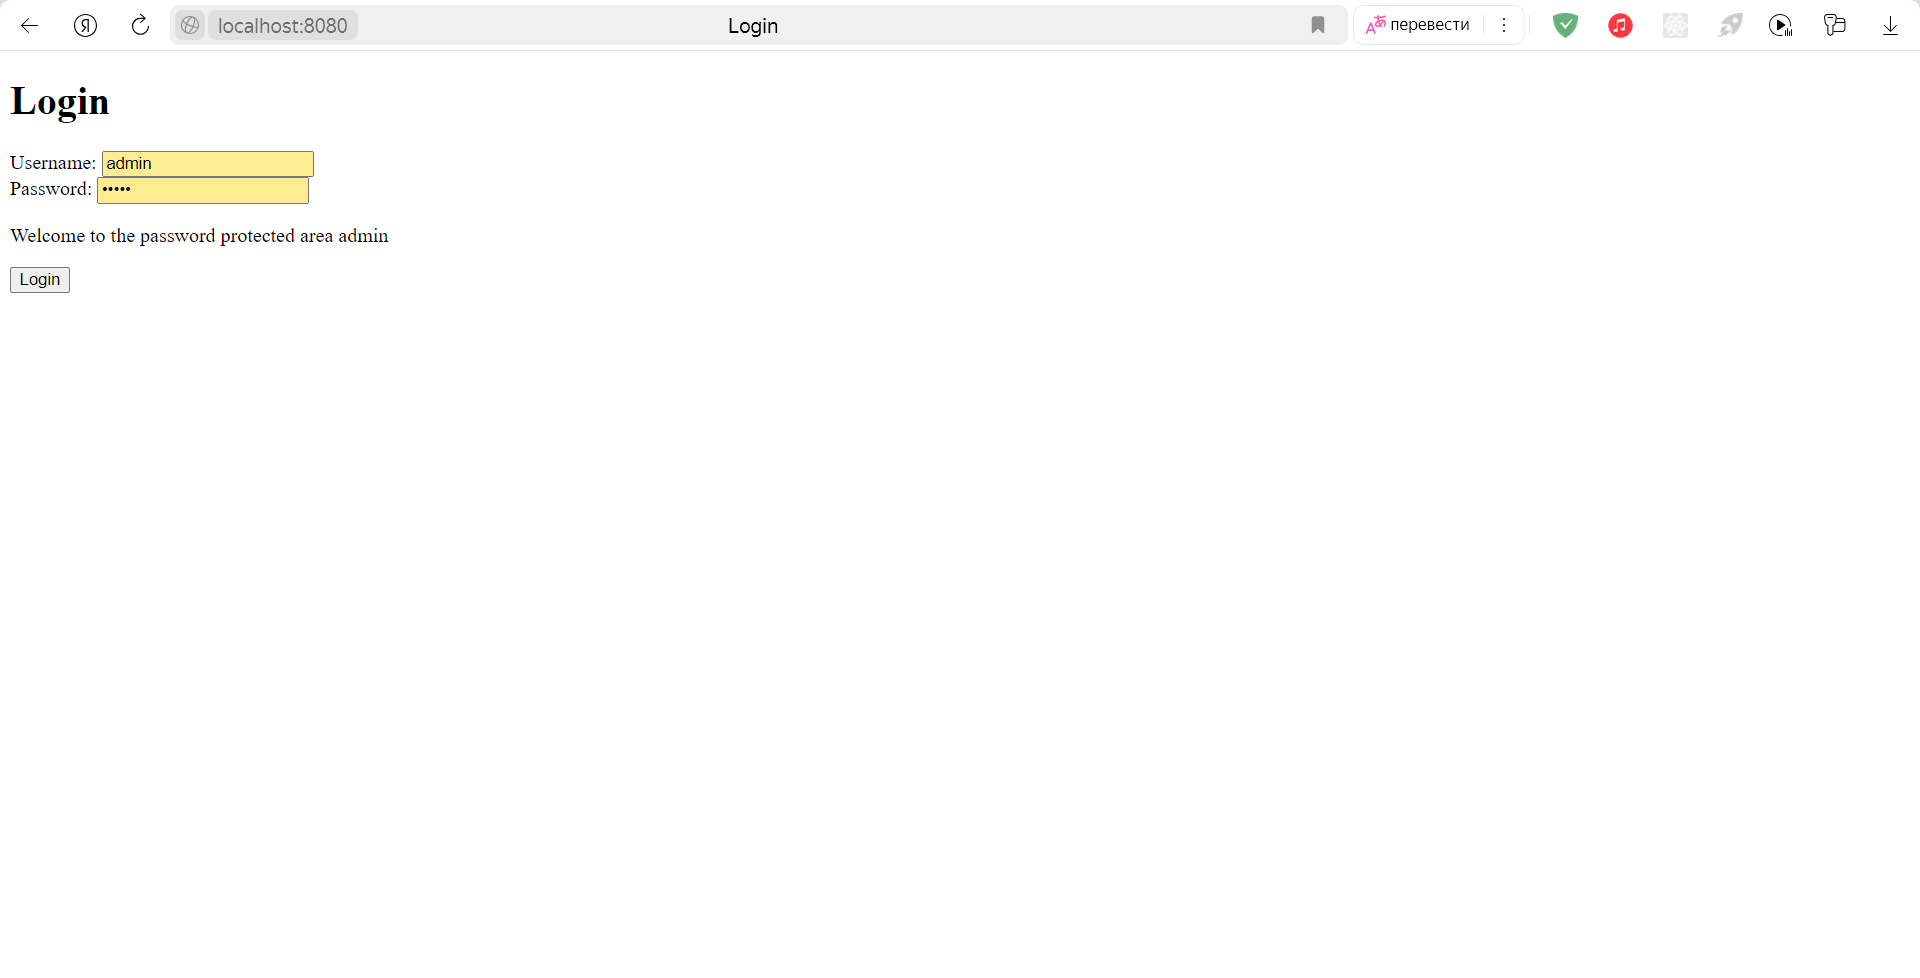 localhost:8080 Login перевести
Login
Username: admin
Password: •••••
Welcome to the password protected area admin
Login